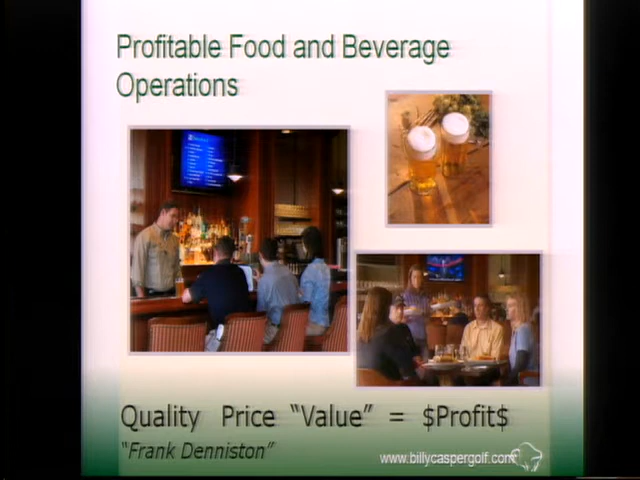 Profitable Food and Beverage
Operations
Quality Price “Value” = $Profit$
“Frank Denniston”
www.billycaspergolf.com